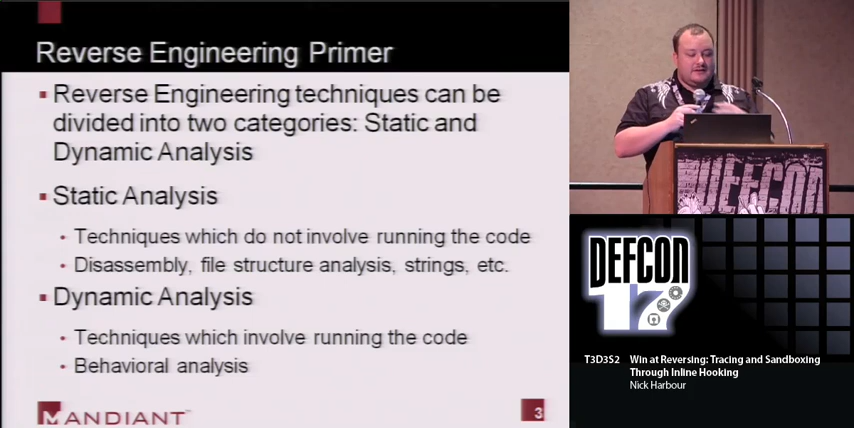 Reverse Engineering Primer
Reverse Engineering techniques can be
divided into two categories: Static and
Dynamic Analysis
Static Analysis
Techniques which do not involve running the code
Disassembly, file structure analysis, strings, etc.
Dynamic Analysis
Techniques which involve running the code
Behavioral analysis
MANDIANT
3
DEFCON
DEFCON
17
T3D3S2 Win at Reversing: Tracing and Sandboxing
Through Inline Hooking
Nick Harbour